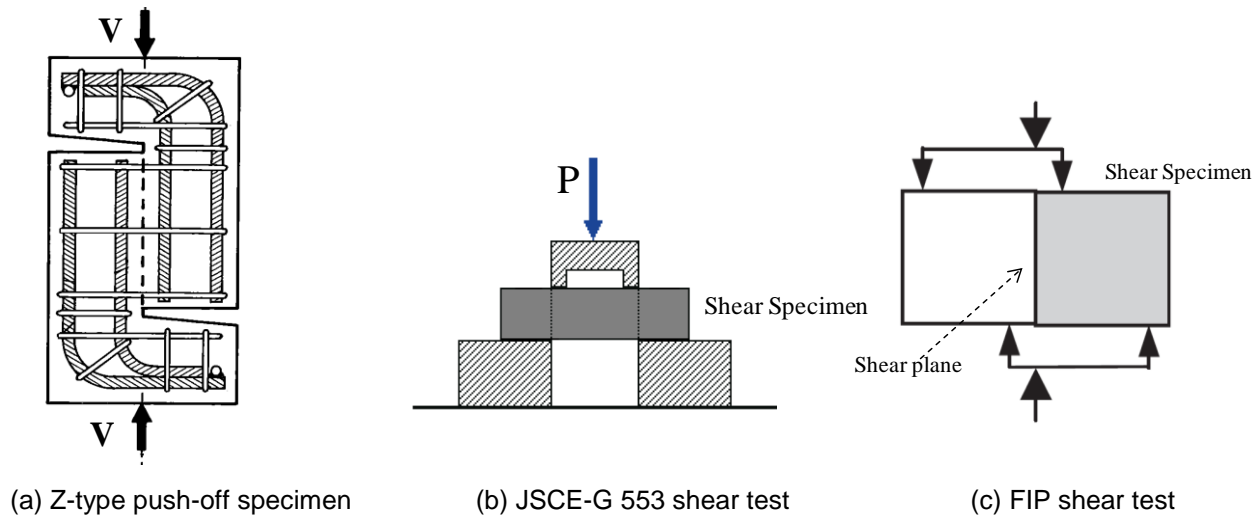 V
V
(a) Z-type push-off specimen
P
Shear Specimen
(b) JSCE-G 553 shear test
Shear Specimen
Shear plane
(c) FIP shear test